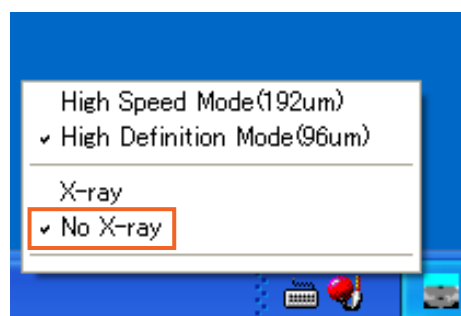 High Speed Mode(192um)
High Definition Mode(96um)
X-ray
No X-ray